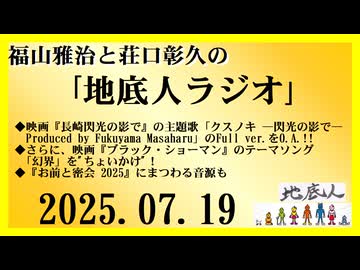 福山雅治と荘口彰久の
「地底人ラジオ」
◆映画『長崎閃光の影で』の主題歌「クスノキ ―閃光の影で―
Produced by Fukuyama Masaharu」のFull ver.をO.A.!!
◆さらに、映画『ブラック・ショーマン』のテーマソング
「幻界」を"ちょいかけ"!
◆『お前と密会 2025』にまつわる音源も
地底人
2025.07.19